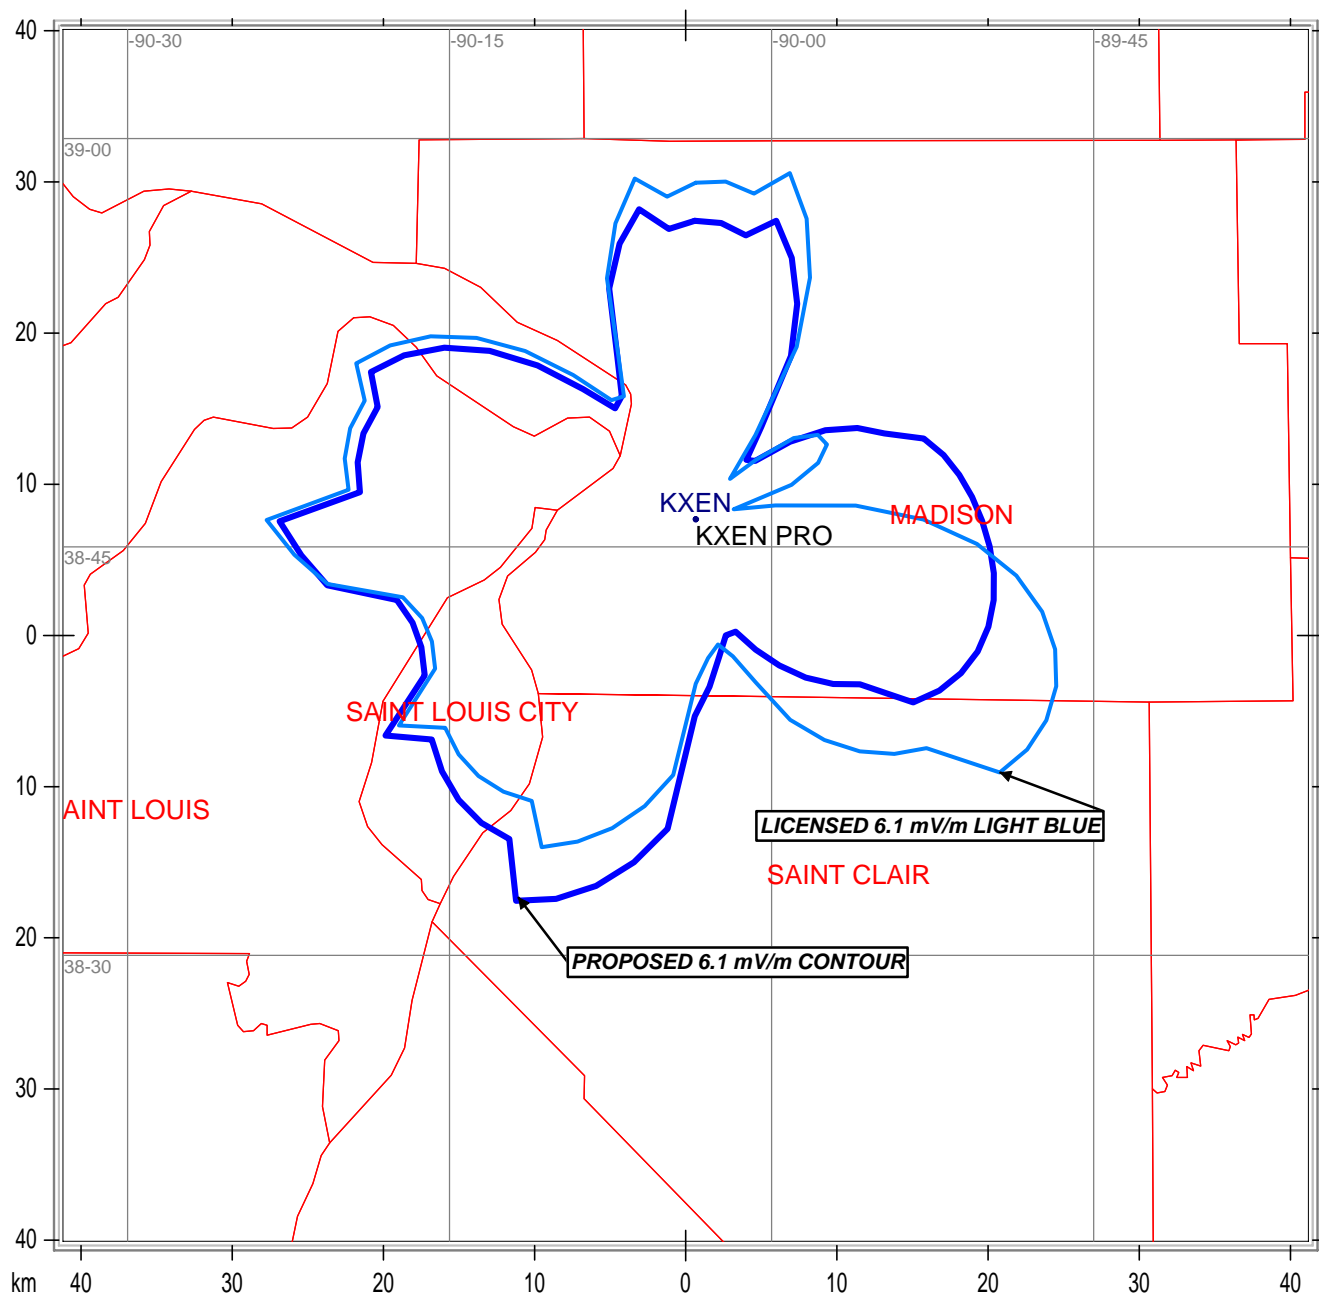 40
-90-30
-90-15
-90-00
-89-45
39-00
30
20
10
KXEN
MADISON
KXEN PRO
38-45
0
SAINT LOUIS CITY
AINT LOUIS
10
LICENSED 6.1 mV/m LIGHT BLUE
SAINT CLAIR
20
PROPOSED 6.1 mV/m CONTOUR
38-30
30
40
km 40 30 20 10 0 10 20 30 40